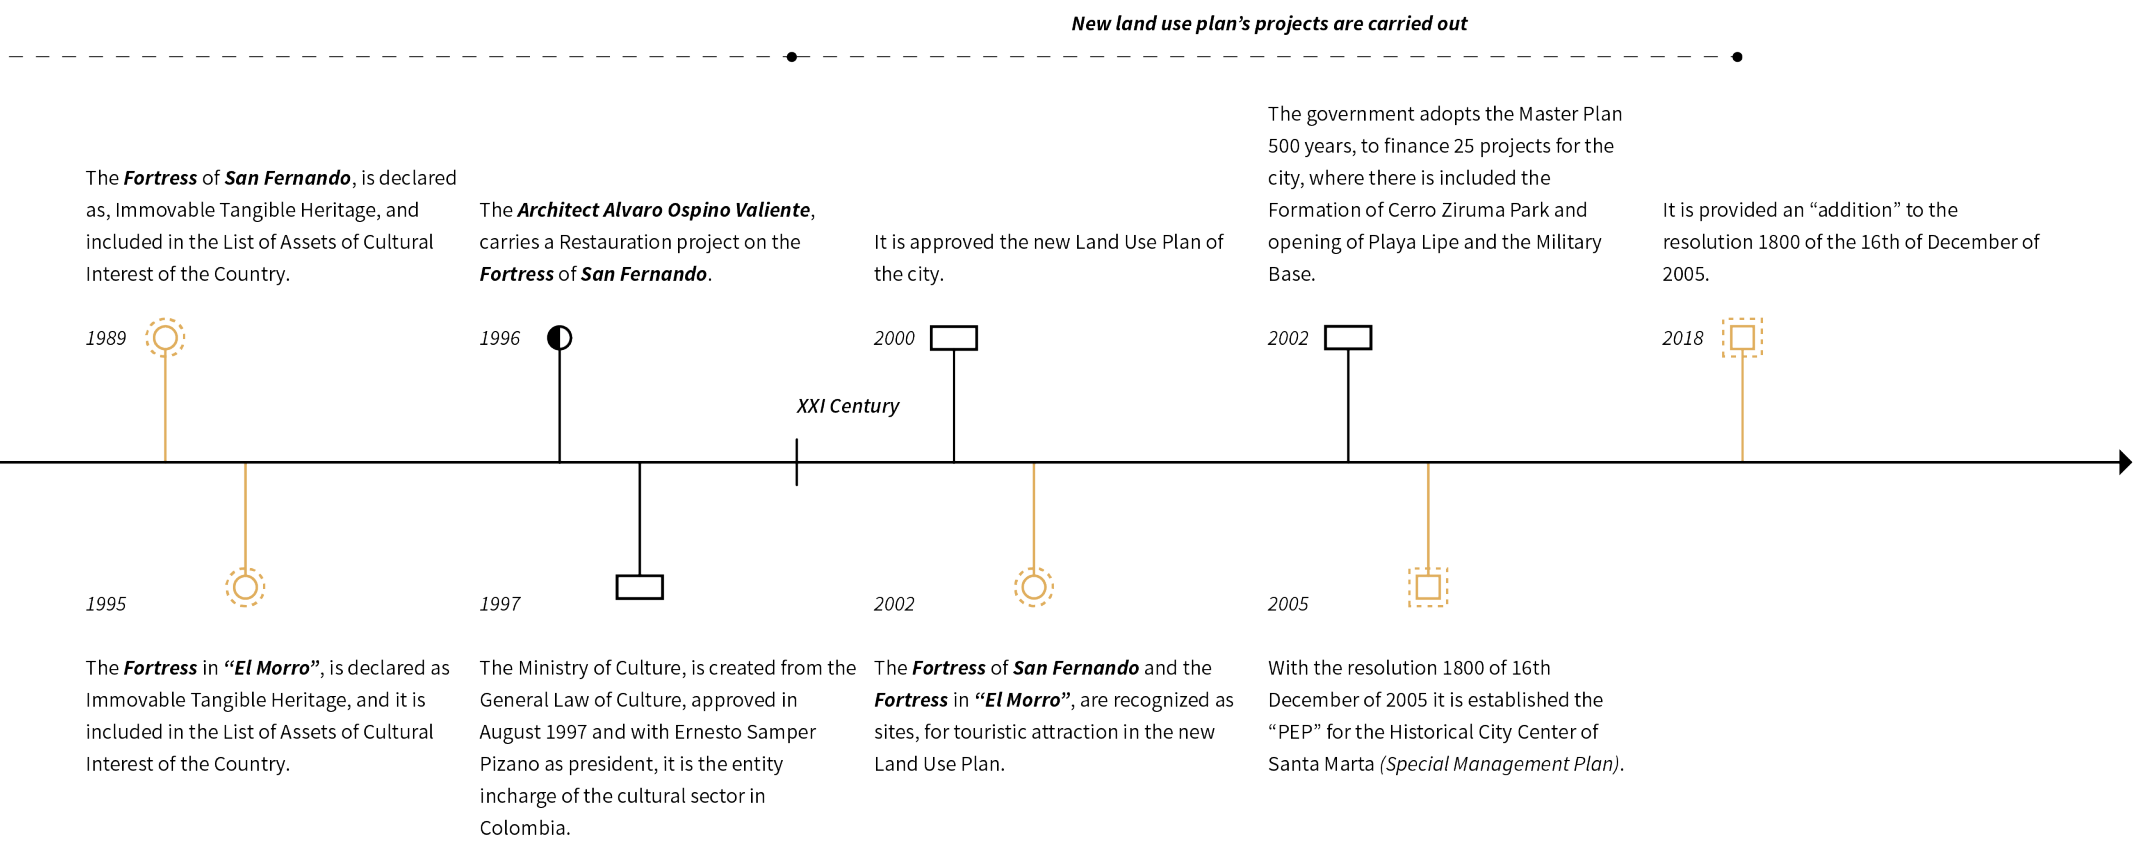 New land use plan’s projects are carried out
The Fortress of San Fernando, is declared
as, Immovable Tangible Heritage, and
included in the List of Assets of Cultural
Interest of the Country.
1989
The Architect Alvaro Ospino Valiente,
carries a Restauration project on the
Fortress of San Fernando.
1996
It is approved the new Land Use Plan of
the city.
2000
The government adopts the Master Plan
500 years, to finance 25 projects for the
city, where there is included the
Formation of Cerro Ziruma Park and
opening of Playa Lipe and the Military
Base.
2002
It is provided an “addition” to the
resolution 1800 of the 16th of December of
2005.
2018
XXI Century
1995
The Fortress in “El Morro”, is declared as
Immovable Tangible Heritage, and it is
included in the List of Assets of Cultural
Interest of the Country.
1997
The Ministry of Culture, is created from the
General Law of Culture, approved in
August 1997 and with Ernesto Samper
Pizano as president, it is the entity
incharge of the cultural sector in
Colombia.
2002
The Fortress of San Fernando and the
Fortress in “El Morro”, are recognized as
sites, for touristic attraction in the new
Land Use Plan.
2005
With the resolution 1800 of 16th
December of 2005 it is established the
“PEP” for the Historical City Center of
Santa Marta (Special Management Plan).